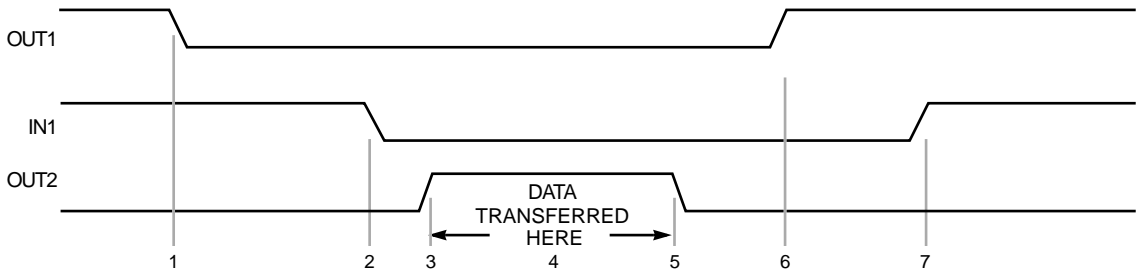 OUT1
IN1
OUT2
DATA
TRANSFERRED
HERE
1 2 3 4 5 6 7